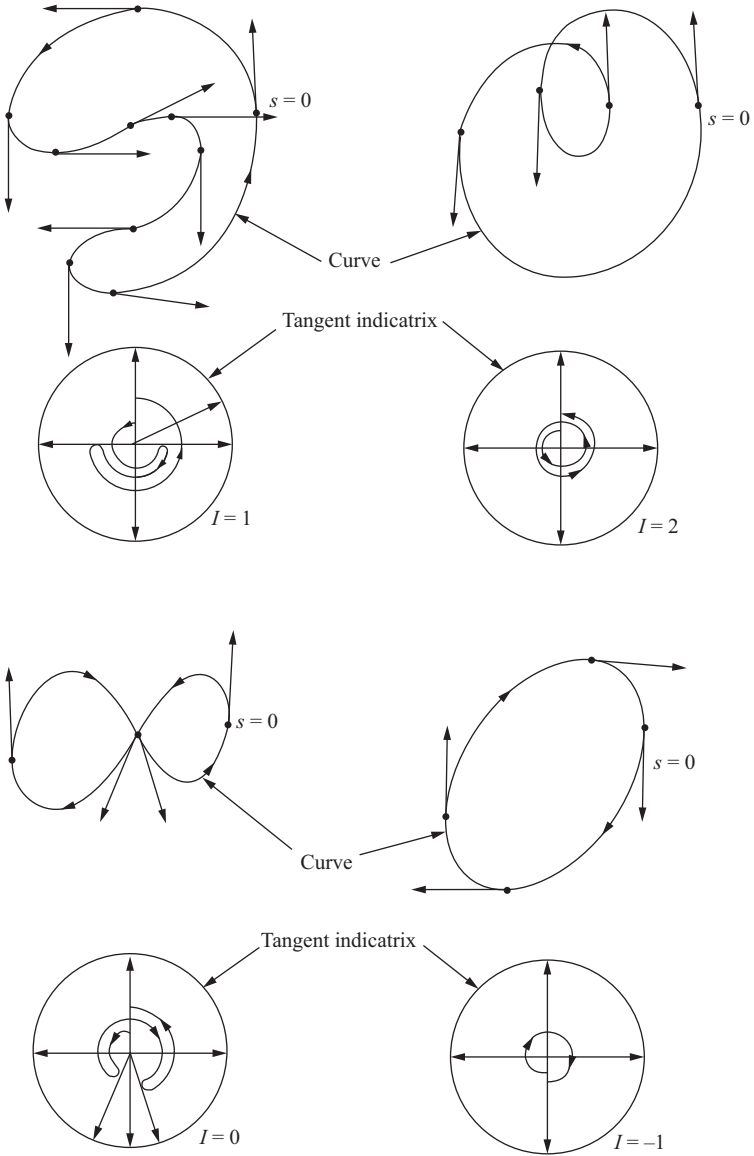 s = 0
s = 0
Curve
Tangent indicatrix
I = 1
I = 2
s = 0
s = 0
Curve
Tangent indicatrix
I = 0
I = –1